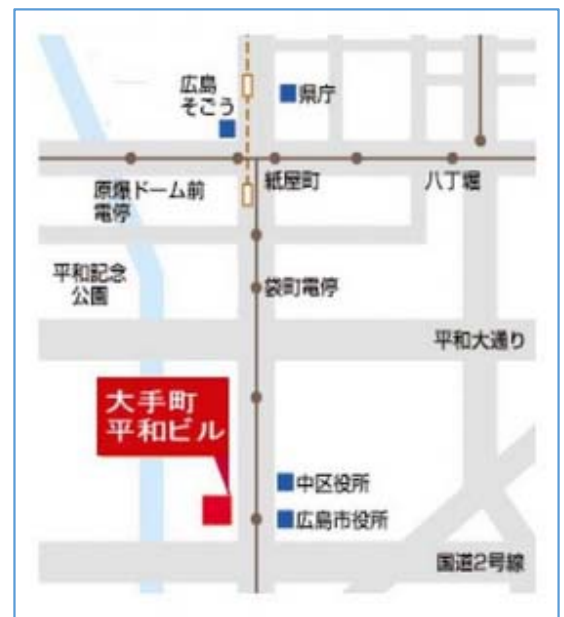 広島
そごう
県庁
原爆ドーム前
電停
紙屋町
八丁堀
平和記念
公園
袋町電停
平和大通り
大手町
平和ビル
中区役所
広島市役所
国道2号線